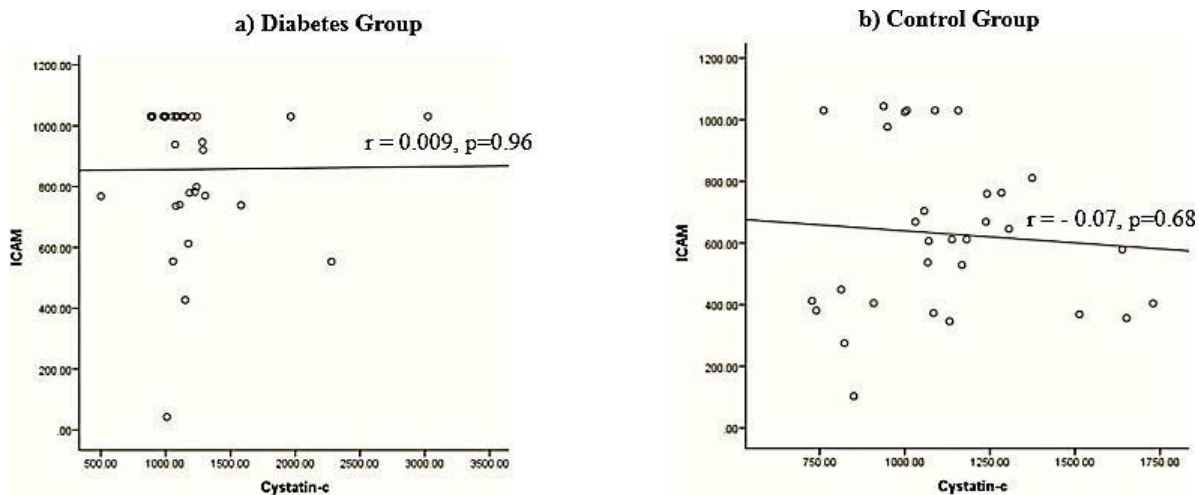 a) Diabetes Group
1200.00
1000.00
800.00
600.00
400.00
200.00
.00
ICAM
r = 0.009, p=0.96
500.00 1000.00 1500.00 2000.00 2500.00 3000.00 3500.00
Cystatin-c
b) Control Group
1200.00
1000.00
800.00
600.00
400.00
200.00
.00
ICAM
r = - 0.07, p=0.68
750.00 1000.00 1250.00 1500.00 1750.00
Cystatin-c